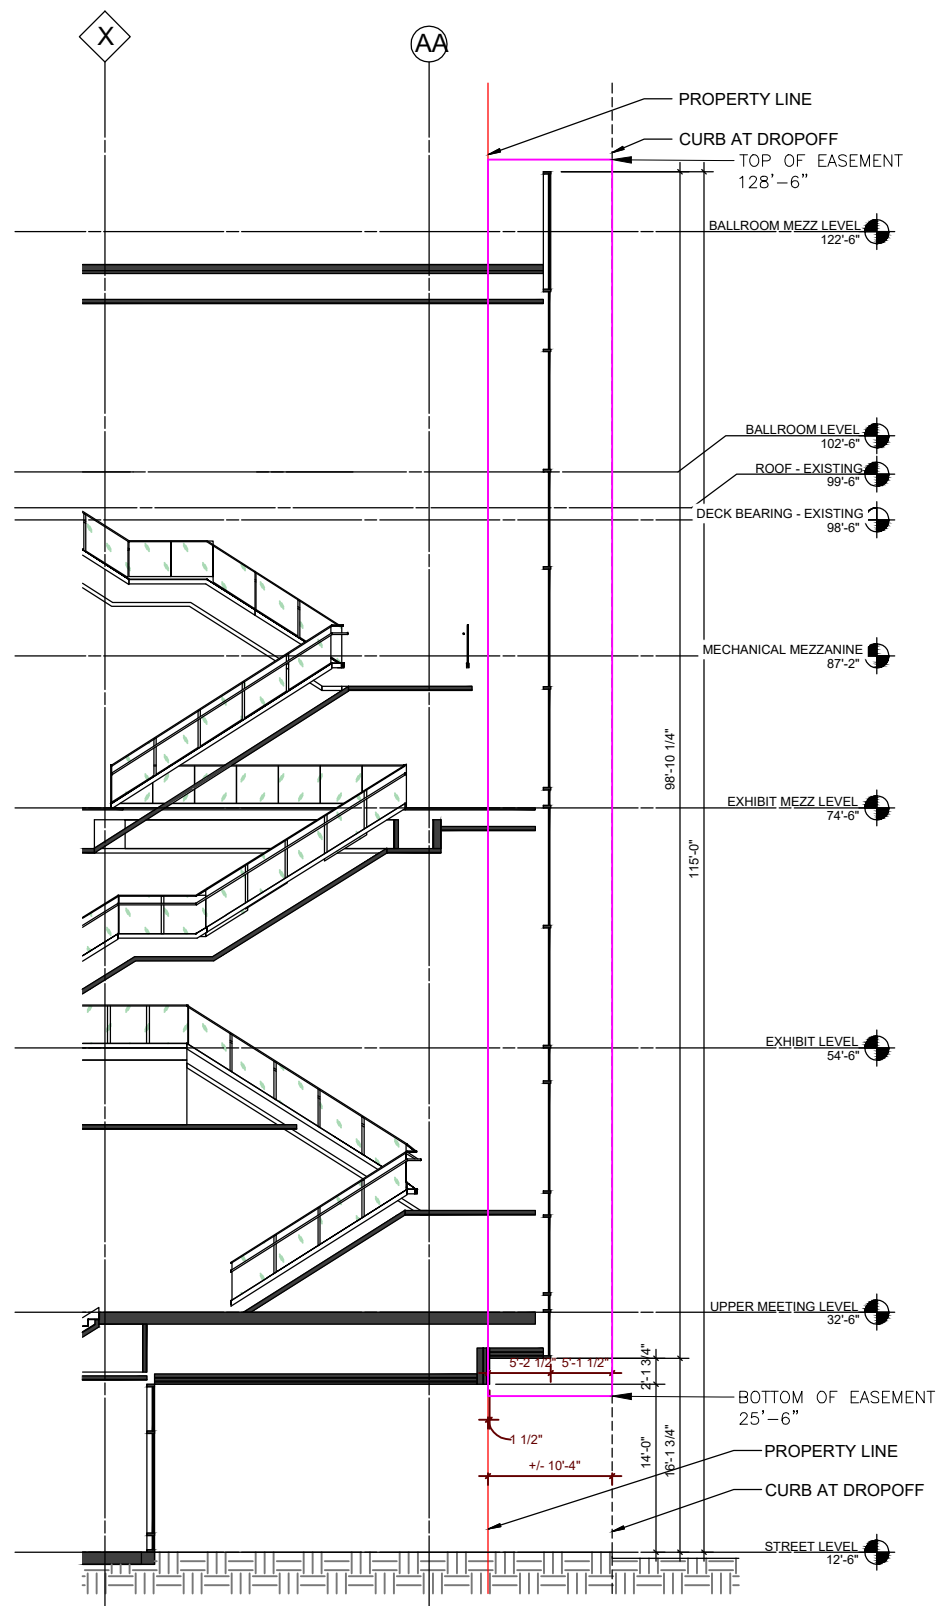 X
AA
PROPERTY LINE
CURB AT DROPOFF
TOP OF EASEMENT
128'-6"
BALLROOM MEZZ LEVEL
122'-6"
BALLROOM LEVEL
102'-6"
ROOF - EXISTING
99'-6"
DECK BEARING - EXISTING
98'-6"
MECHANICAL MEZZANINE
87'-2"
98'-10 1/4"
EXHIBIT MEZZ LEVEL
74'-6"
115'-0"
EXHIBIT LEVEL
54'-6"
UPPER MEETING LEVEL
32'-6"
5'-2 1/2"
5'-1 1/2"
2'-1 3/4"
BOTTOM OF EASEMENT
25'-6"
1 1/2"
14'-0"
16'-1 3/4"
PROPERTY LINE
+/- 10'-4"
CURB AT DROPOFF
STREET LEVEL
12'-6"